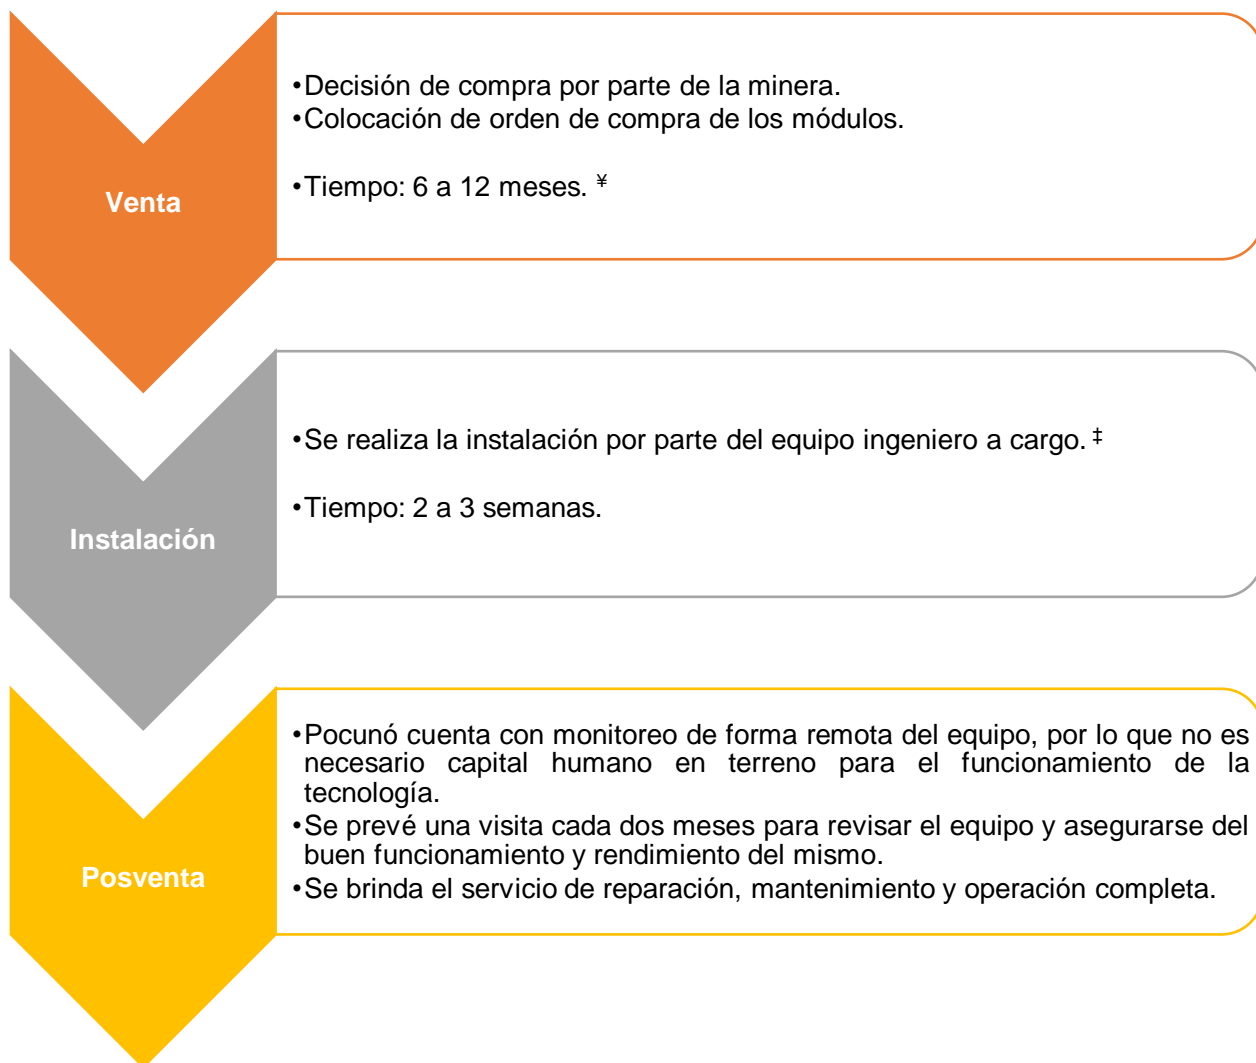 Venta
•Decisión de compra por parte de la minera.
•Colocación de orden de compra de los módulos.
•Tiempo: 6 a 12 meses. ¥
Instalación
•Se realiza la instalación por parte del equipo ingeniero a cargo. ‡
•Tiempo: 2 a 3 semanas.
Posventa
•Pocunó cuenta con monitoreo de forma remota del equipo, por lo que no es
necesario capital humano en terreno para el funcionamiento de la
tecnología.
•Se prevé una visita cada dos meses para revisar el equipo y asegurarse del
buen funcionamiento y rendimiento del mismo.
•Se brinda el servicio de reparación, mantenimiento y operación completa.